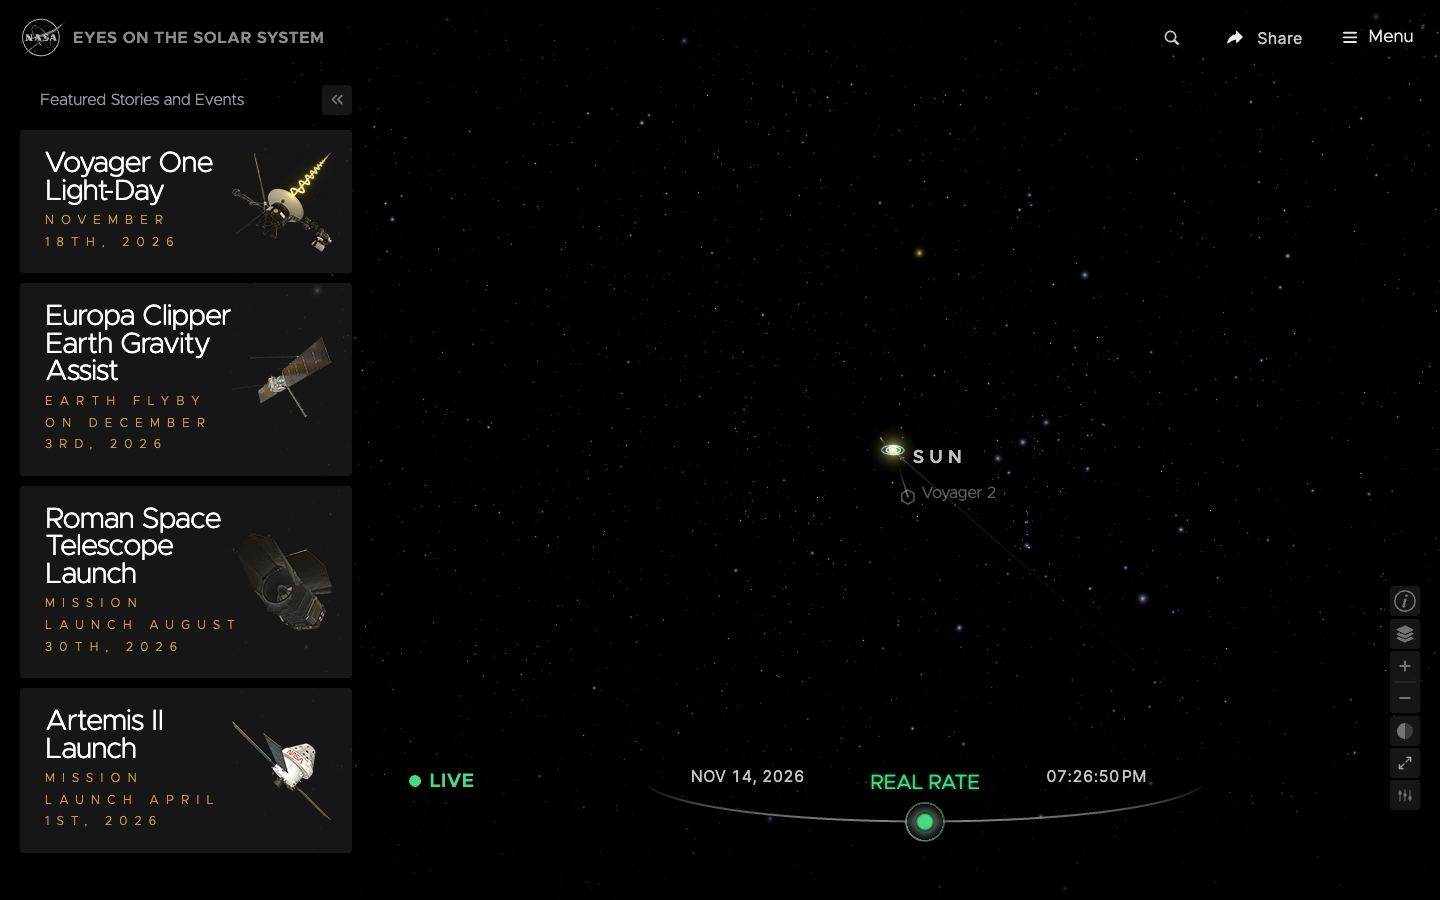 NASA
EYES ON THE SOLAR SYSTEM
Share
Menu
Featured Stories and Events
Voyager One
Light-Day
NOVEMBER
18TH, 2026
Europa Clipper
Earth Gravity
Assist
EARTH FLYBY
ON DECEMBER
3RD, 2026
Roman Space
Telescope
Launch
MISSION
LAUNCH AUGUST
30TH, 2026
Artemis II
Launch
MISSION
LAUNCH APRIL
1ST, 2026
NASA
SUN
Voyager 2
LIVE
NOV 14, 2026
REAL RATE
07:26:50 PM